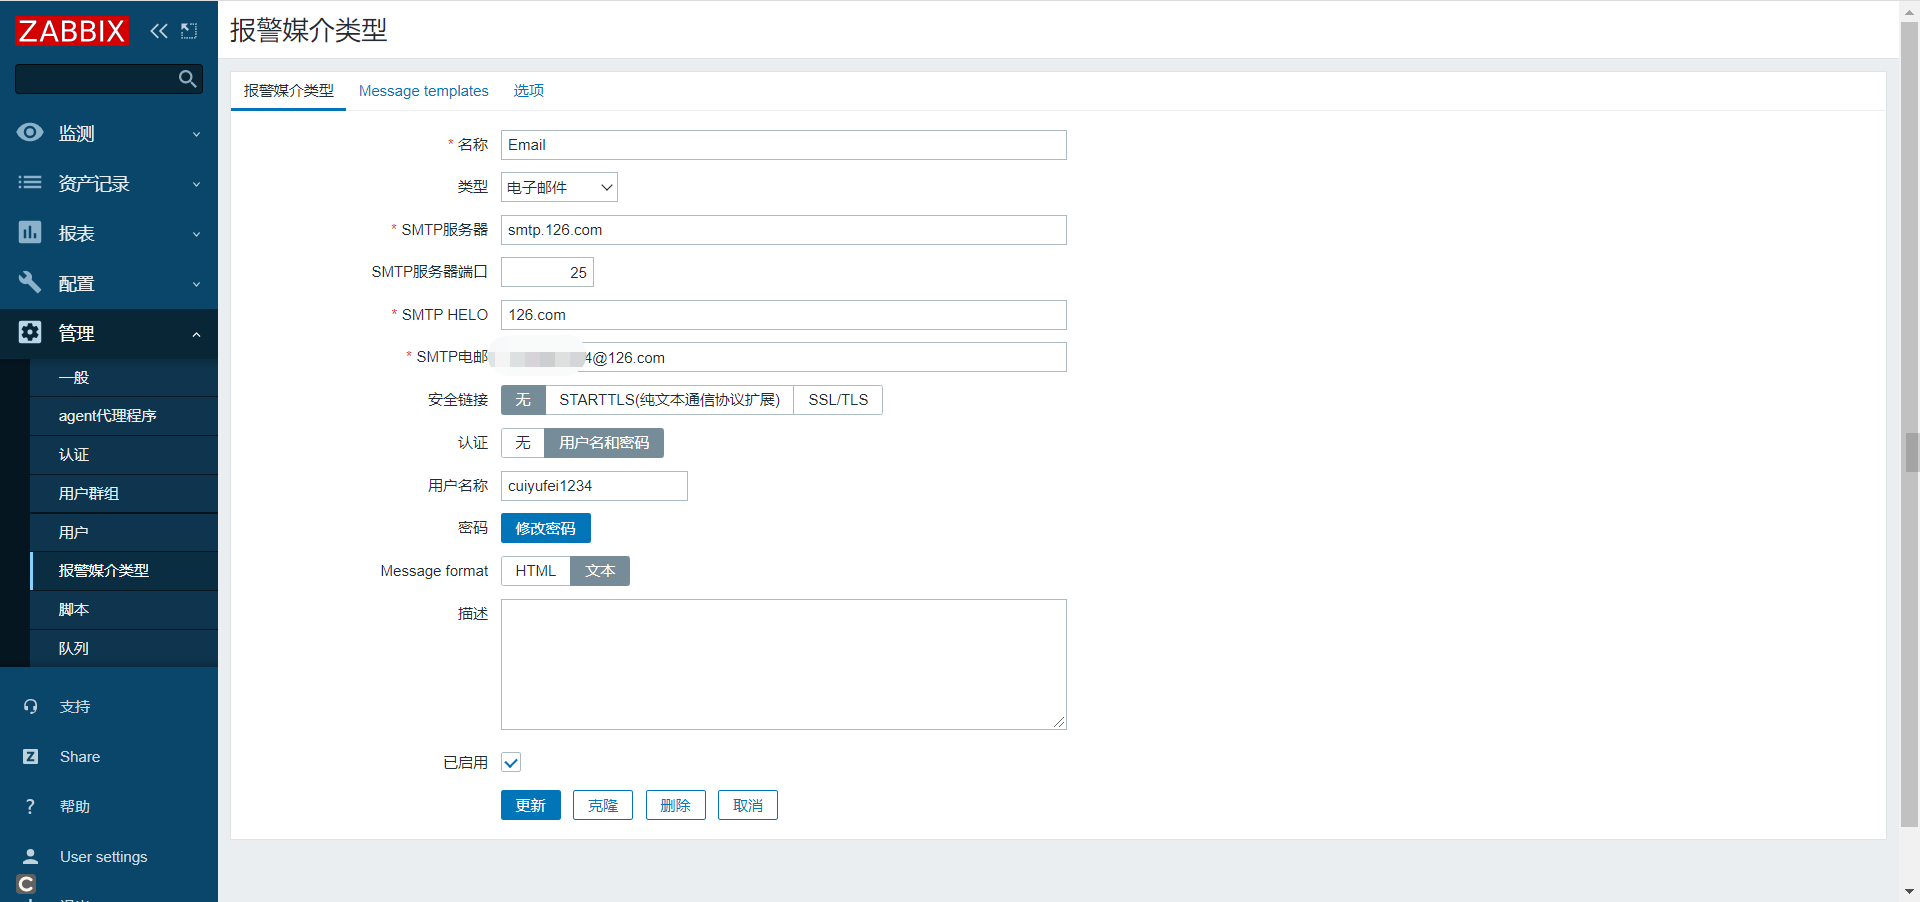 ZABBIX
报警媒介类型
监测
资产记录
报表
配置
管理
一般
agent代理程序
认证
用户群组
用户
报警媒介类型
脚本
队列
支持
Share
帮助
User settings
报警媒介类型 Message templates 选项
* 名称 Email
类型 电子邮件
* SMTP服务器 smtp.126.com
SMTP服务器端口 25
* SMTP HELO 126.com
* SMTP电邮 4@126.com
安全链接 无 STARTTLS(纯文本通信协议扩展) SSL/TLS
认证 无 用户名和密码
用户名称 cuiyufei1234
密码 修改密码
Message format HTML 文本
描述
已启用
更新 克隆 删除 取消